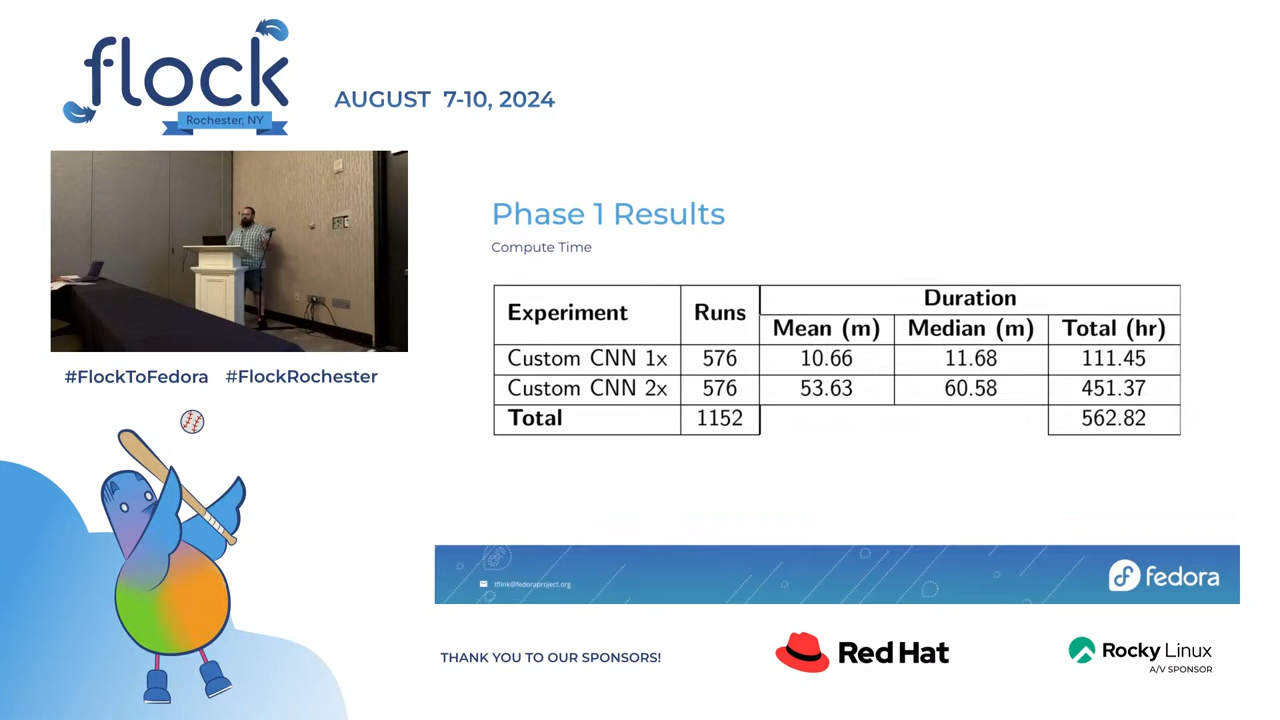 flock
Rochester, NY
AUGUST 7-10, 2024
#FlockToFedora #FlockRochester
Phase 1 Results
Compute Time
Experiment Runs Duration
Mean (m) Median (m) Total (hr)
Custom CNN 1x 576 10.66 11.68 111.45
Custom CNN 2x 576 53.63 60.58 451.37
Total 1152 562.82
tflink@fedoraproject.org
fedora
THANK YOU TO OUR SPONSORS!
Red Hat
Rocky Linux
A/V SPONSOR